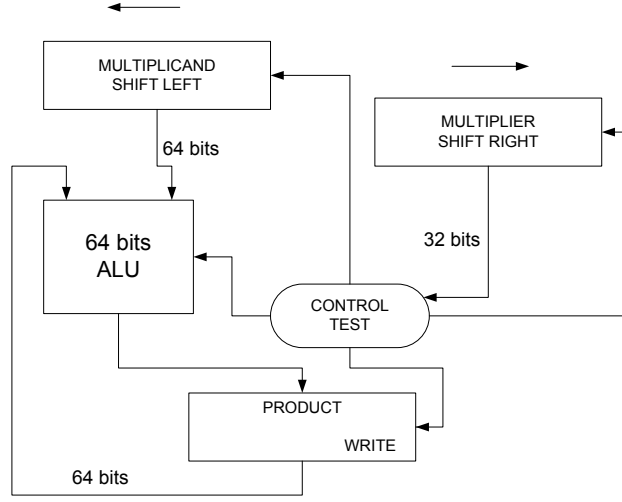 MULTIPLICAND
SHIFT LEFT
MULTIPLIER
SHIFT RIGHT
64 bits
64 bits
ALU
32 bits
CONTROL
TEST
PRODUCT
WRITE
64 bits